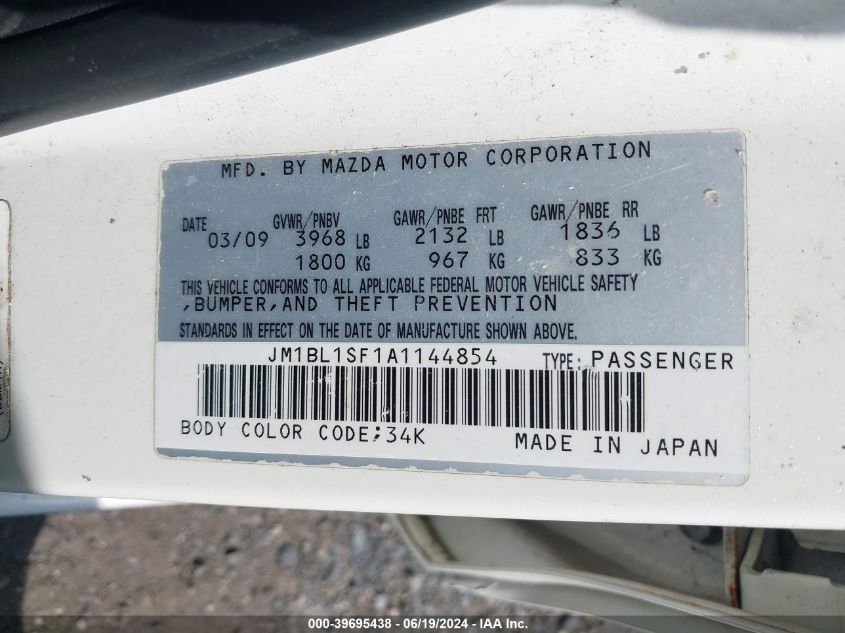 MFD. BY MAZDA MOTOR CORPORATION
DATE GVWR/PNBV GAWR/PNBE FRT GAWR/PNBE RR
03/09 3968 LB 2132 LB 1836 LB
1800 KG 967 KG 833 KG
THIS VEHICLE CONFORMS TO ALL APPLICABLE FEDERAL MOTOR VEHICLE SAFETY
,BUMPER,AND THEFT PREVENTION
STANDARDS IN EFFECT ON THE DATE OF MANUFACTURE SHOWN ABOVE.
JM1BL1SF1A1144854 TYPE: PASSENGER
BODY COLOR CODE;34K MADE IN JAPAN
000-39695438 - 06/19/2024 - IAAI INC.